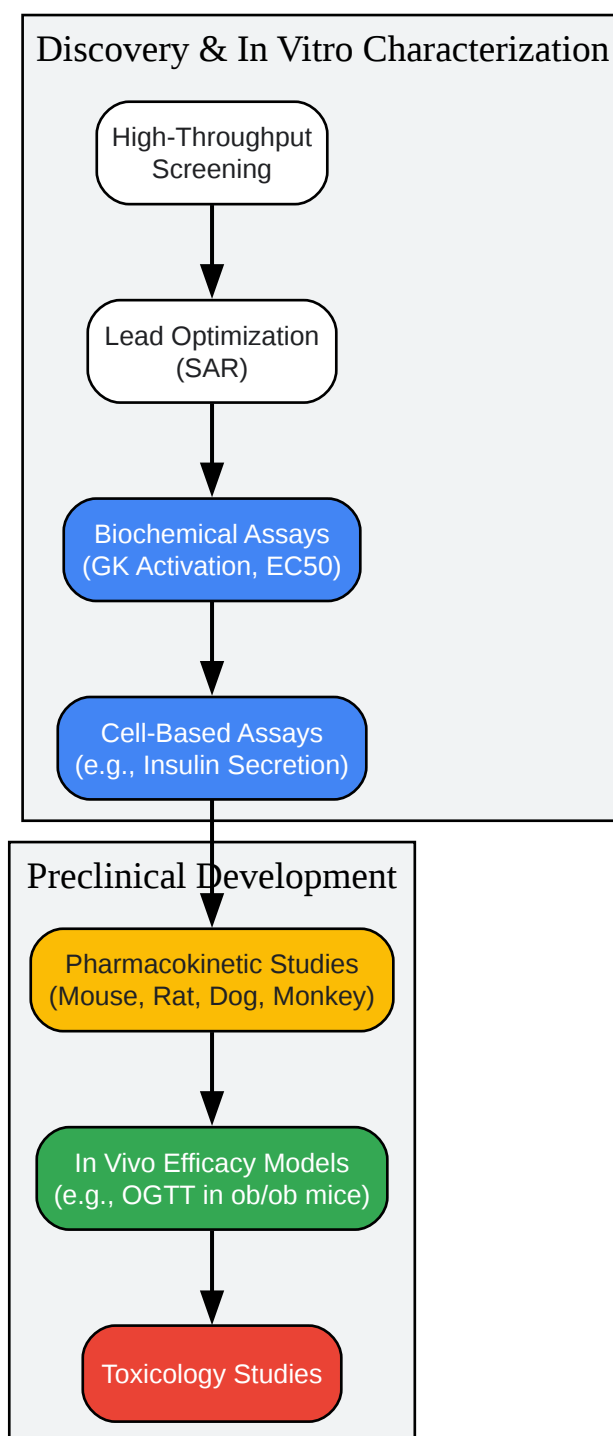 Discovery & In Vitro Characterization
High-Throughput
Screening
Lead Optimization
(SAR)
Biochemical Assays
(GK Activation, EC50)
Cell-Based Assays
(e.g., Insulin Secretion)
Preclinical Development
Pharmacokinetic Studies
(Mouse, Rat, Dog, Monkey)
In Vivo Efficacy Models
(e.g., OGTT in ob/ob mice)
Toxicology Studies